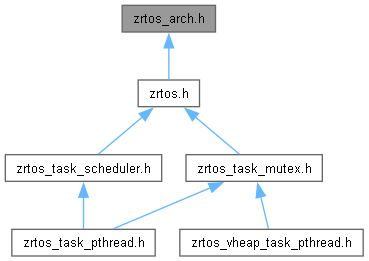 zrtos_arch.h
zrtos.h
zrtos_task_scheduler.h
zrtos_task_mutex.h
zrtos_task_pthread.h
zrtos_vheap_task_pthread.h